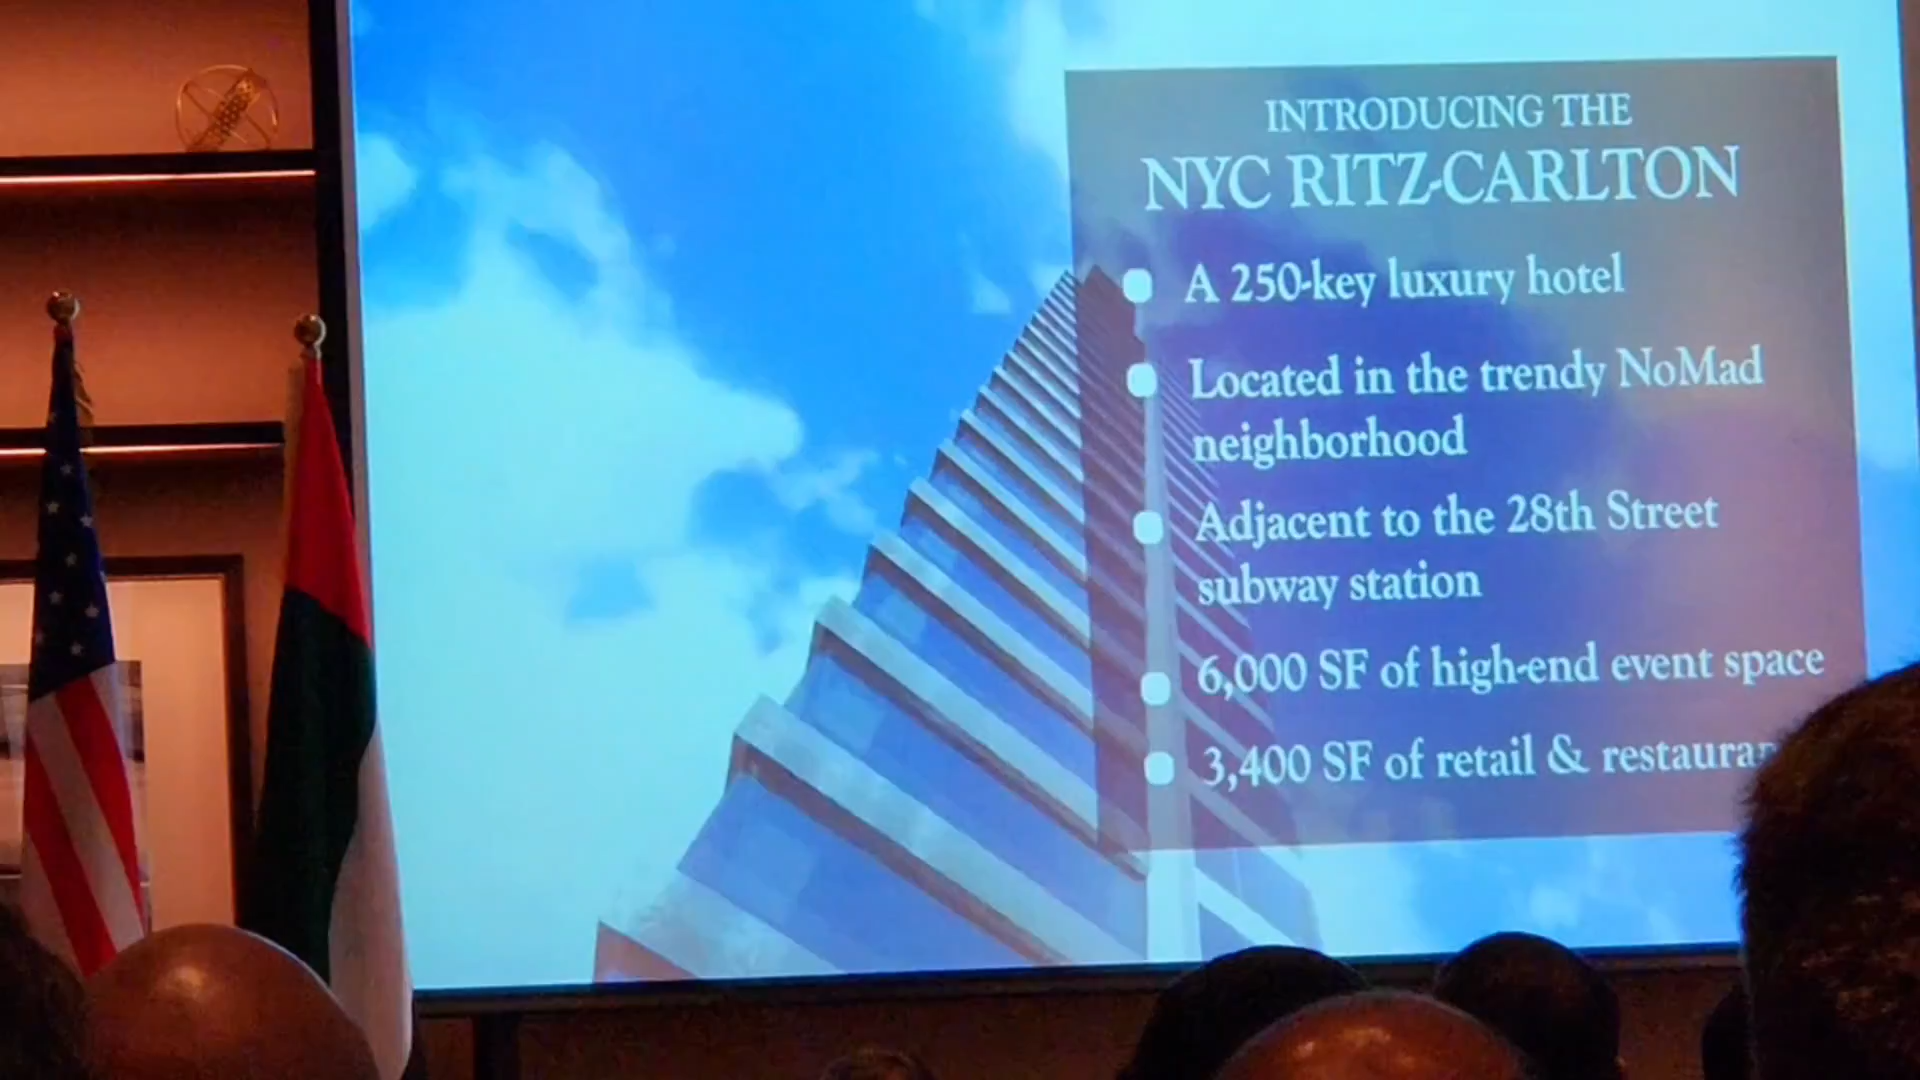 INTRODUCING THE
NYC RITZ-CARLTON
A 250-key luxury hotel
Located in the trendy NoMad
neighborhood
Adjacent to the 28th Street
subway station
6,000 SF of high-end event space
3,400 SF of retail &